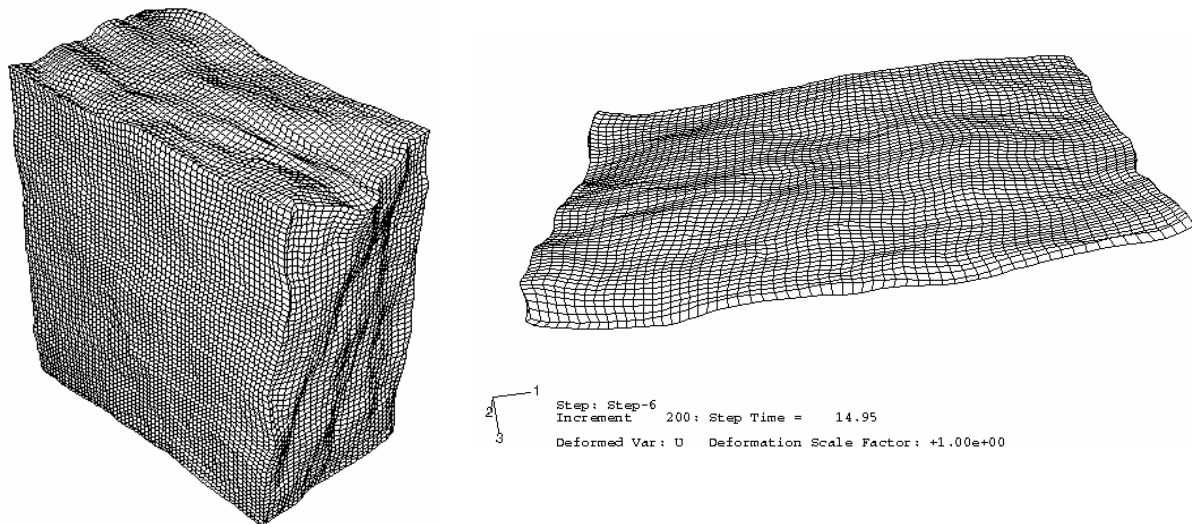 1
2
3
Step: Step-6
Increment 200: Step Time = 14.95
Deformed Var: U Deformation Scale Factor: +1.00e+00